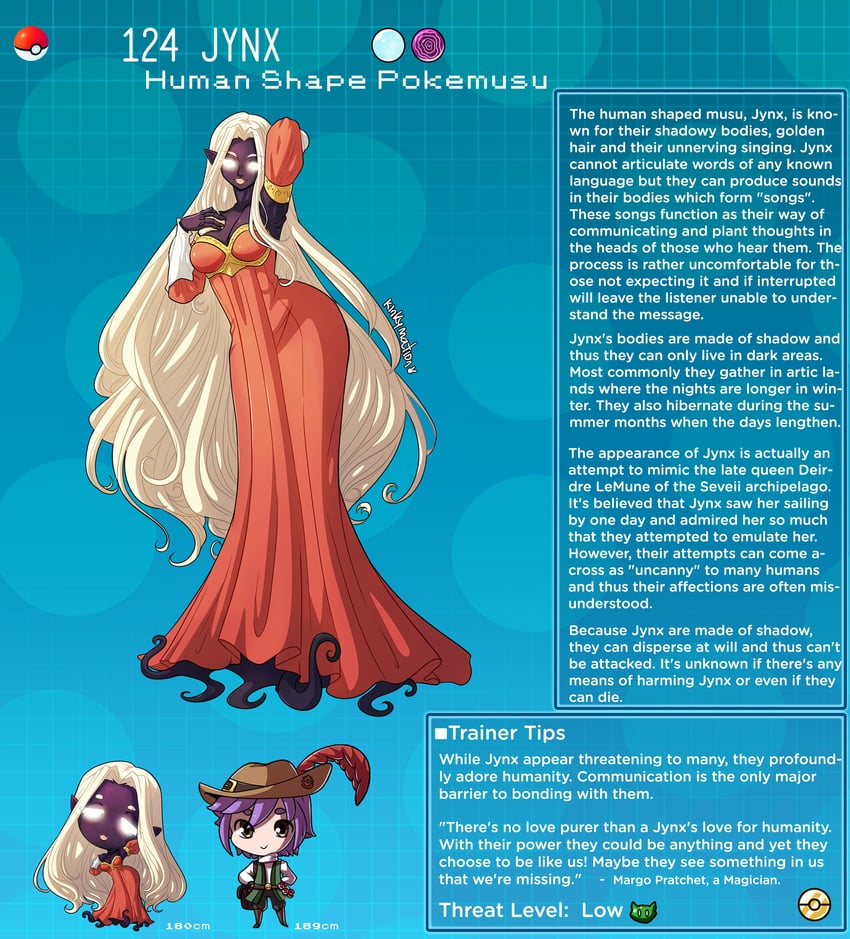 124 JYNX
Human Shape Pokemusu
The human shaped musu, Jynx, is kno-
wn for their shadowy bodies, golden
hair and their unnerving singing. Jynx
cannot articulate words of any known
language but they can produce sounds
in their bodies which form "songs".
These songs function as their way of
communicating and plant thoughts in
the heads of those who hear them. The
process is rather uncomfortable for th-
ose not expecting it and if interrupted
will leave the listener unable to under-
stand the message.
Jynx's bodies are made of shadow and
thus they can only live in dark areas.
Most commonly they gather in artic la-
nds where the nights are longer in win-
ter. They also hibernate during the su-
mmer months when the days lengthen.
The appearance of Jynx is actually an
attempt to mimic the late queen Deir-
dre LeMune of the Seveii archipelago.
It's believed that Jynx saw her sailing
by one day and admired her so much
that they attempted to emulate her.
However, their attempts can come a-
cross as "uncanny" to many humans
and thus their affections are often mis-
understood.
Because Jynx are made of shadow,
they can disperse at will and thus can't
be attacked. It's unknown if there's any
means of harming Jynx or even if they
can die.
kinkymation
■Trainer Tips
While Jynx appear threatening to many, they profound-
ly adore humanity. Communication is the only major
barrier to bonding with them.
"There's no love purer than a Jynx's love for humanity.
With their power they could be anything and yet they
choose to be like us! Maybe they see something in us
that we're missing." - Margo Pratchet, a Magician.
Threat Level: Low
180cm
189cm